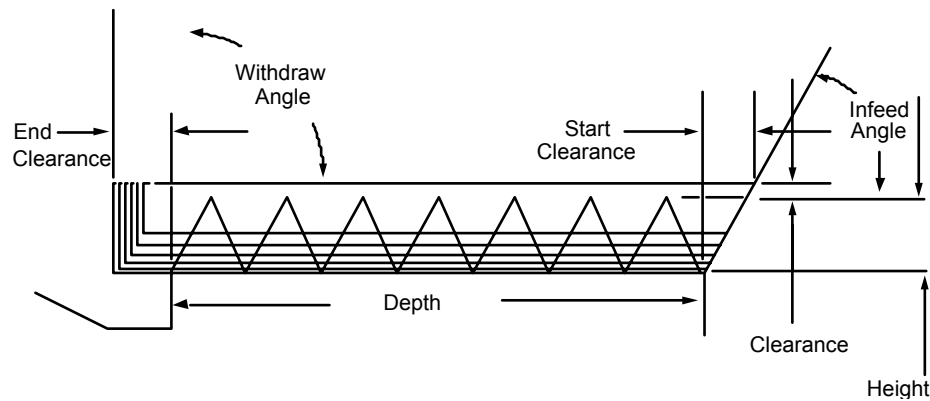 Withdraw
Angle
End
Clearance
Start
Clearance
Infeed
Angle
Depth
Clearance
Height